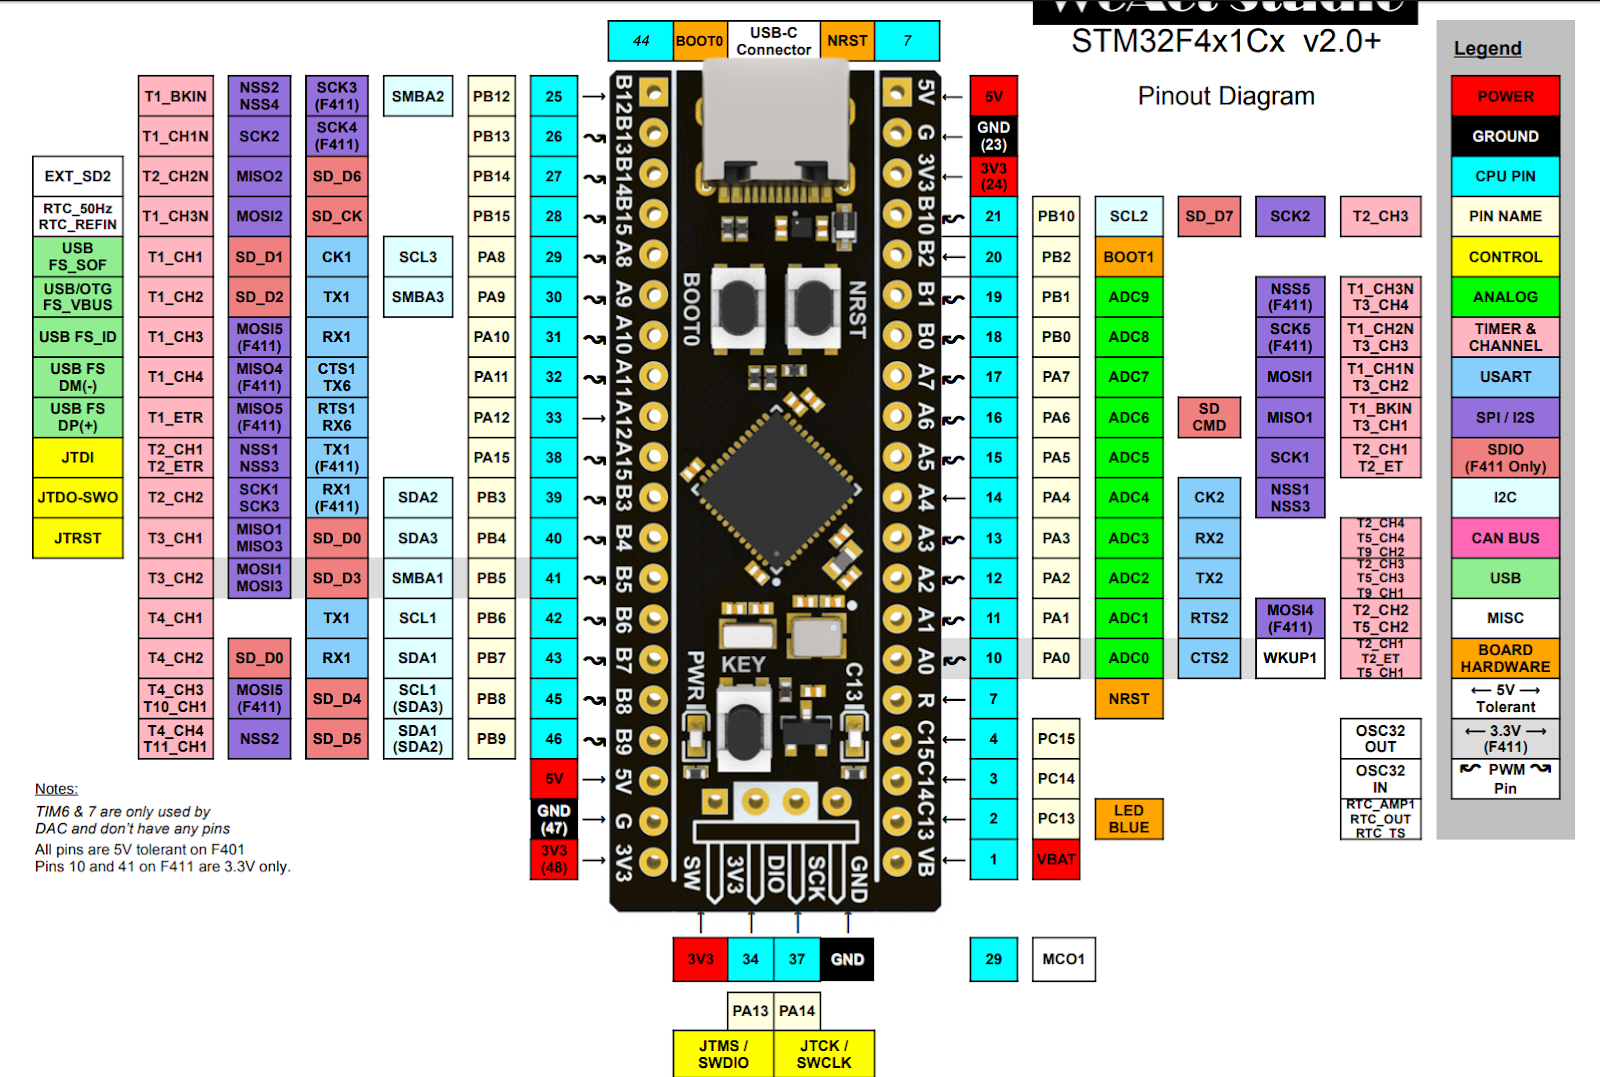 WeAct Studio
STM32F4x1Cx v2.0+
Pinout Diagram
44
BOOT0
USB-C
Connector
NRST
7
T1_BKIN
NSS2
NSS4
SCK3
(F411)
SMBA2
PB12
25
T1_CH1N
SCK2
SCK4
(F411)
PB13
26
EXT_SD2
T2_CH2N
MISO2
SD_D6
PB14
27
RTC_50Hz
RTC_REFIN
T1_CH3N
MOSI2
SD_CK
PB15
28
USB
FS_SOF
T1_CH1
SD_D1
CK1
SCL3
PA8
29
USB/OTG
FS_VBUS
T1_CH2
SD_D2
TX1
SMBA3
PA9
30
USB FS_ID
T1_CH3
MOSI5
(F411)
RX1
PA10
31
USB FS
DM(-)
T1_CH4
MISO4
(F411)
CTS1
TX6
PA11
32
USB FS
DP(+)
T1_ETR
MISO5
(F411)
RTS1
RX6
PA12
33
JTDI
T2_CH1
T2_ETR
NSS1
NSS3
TX1
(F411)
PA15
38
JTDO-SWO
T2_CH2
SCK1
SCK3
RX1
(F411)
SDA2
PB3
39
JTRST
T3_CH1
MISO1
MISO3
SD_D0
SDA3
PB4
40
T3_CH2
MOSI1
MOSI3
SD_D3
SMBA1
PB5
41
T4_CH1
TX1
SCL1
PB6
42
T4_CH2
SD_D0
RX1
SDA1
PB7
43
T4_CH3
T10_CH1
MOSI5
(F411)
SD_D4
SCL1
(SDA3)
PB8
45
T4_CH4
T11_CH1
NSS2
SD_D5
SDA1
(SDA2)
PB9
46
5V
GND
(47)
3V3
(48)
Notes:
TIM6 & 7 are only used by
DAC and don't have any pins
All pins are 5V tolerant on F401
Pins 10 and 41 on F411 are 3.3V only.
B12
B13
B14
B15
A8
A9
A10
A11
A12
A15
B3
B4
B5
B6
B7
B8
B9
5V
G
3V3
BOOT0
NRST
KEY
PWR
C13
SW
3V3
DIO
SCK
GND
5V
G
3V3
B10
B2
B1
B0
A7
A6
A5
A4
A3
A2
A1
A0
R
C15
C14
C13
VB
5V
GND
(23)
3V3
(24)
21
PB10
SCL2
SD_D7
SCK2
T2_CH3
20
PB2
BOOT1
19
PB1
ADC9
NSS5
(F411)
T1_CH3N
T3_CH4
18
PB0
ADC8
SCK5
(F411)
T1_CH2N
T3_CH3
17
PA7
ADC7
MOSI1
T1_CH1N
T3_CH2
16
PA6
ADC6
SD
CMD
MISO1
T1_BKIN
T3_CH1
15
PA5
ADC5
SCK1
T2_CH1
T2_ET
14
PA4
ADC4
CK2
NSS1
NSS3
13
PA3
ADC3
RX2
T2_CH4
T5_CH4
T9_CH2
12
PA2
ADC2
TX2
T2_CH3
T5_CH3
T9_CH1
11
PA1
ADC1
RTS2
MOSI4
(F411)
T2_CH2
T5_CH2
10
PA0
ADC0
CTS2
WKUP1
T2_CH1
T2_ET
T5_CH1
7
NRST
4
PC15
OSC32
OUT
3
PC14
OSC32
IN
2
PC13
LED
BLUE
RTC_AMP1
RTC_OUT
RTC_TS
1
VBAT
3V3
34
37
GND
29
MCO1
PA13
PA14
JTMS /
SWDIO
JTCK /
SWCLK
Legend
POWER
GROUND
CPU PIN
PIN NAME
CONTROL
ANALOG
TIMER &
CHANNEL
USART
SPI / I2S
SDIO
(F411 Only)
I2C
CAN BUS
USB
MISC
BOARD
HARDWARE
5V
Tolerant
3.3V
(F411)
PWM
Pin